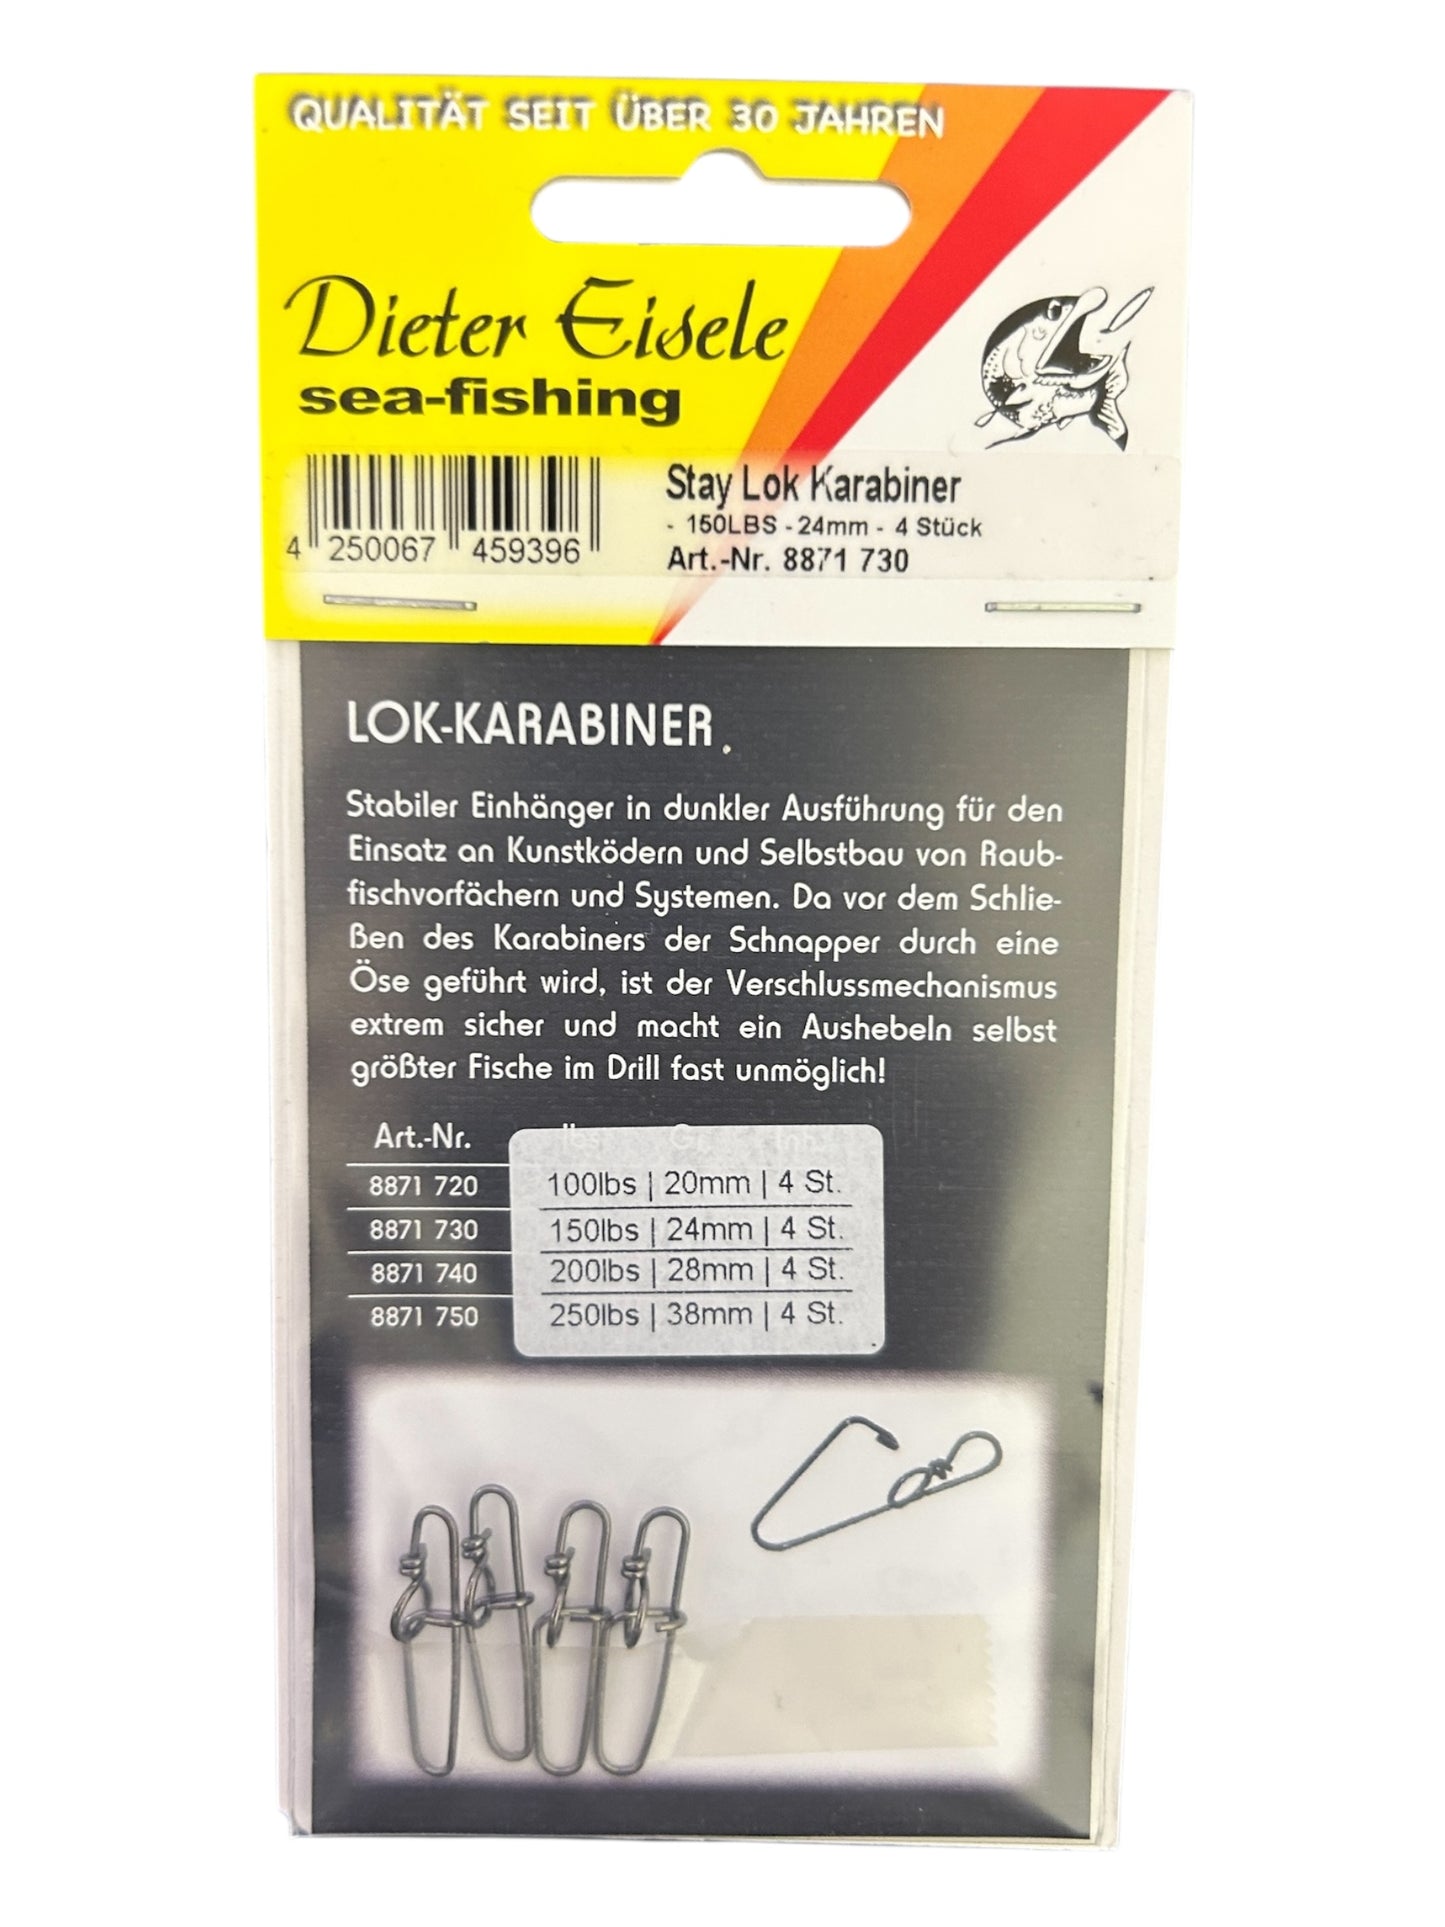 QUALITÄT SEIT ÜBER 30 JAHREN
Dieter Eisele
sea-fishing
4 250067 459396
Stay Lok Karabiner
- 150LBS - 24mm - 4 Stück
Art.-Nr. 8871 730
LOK-KARABINER
Stabiler Einhänger in dunkler Ausführung für den
Einsatz an Kunstködern und Selbstbau von Raub-
fischvorfächern und Systemen. Da vor dem Schlie-
ßen des Karabiners der Schnapper durch eine
Öse geführt wird, ist der Verschlussmechanismus
extrem sicher und macht ein Aushebeln selbst
größter Fische im Drill fast unmöglich!
Art.-Nr. lbs
8871 720 100lbs | 20mm | 4 St.
8871 730 150lbs | 24mm | 4 St.
8871 740 200lbs | 28mm | 4 St.
8871 750 250lbs | 38mm | 4 St.